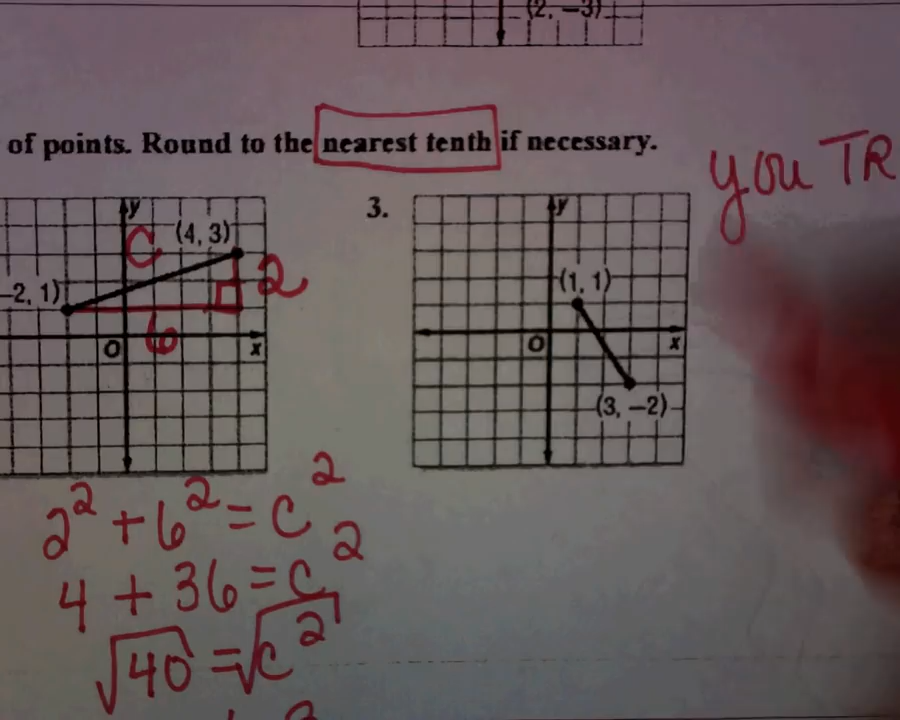 (2, −3)
of points. Round to the nearest tenth if necessary.
you TR
y
C
(4, 3)
−2, 1)
2
6
O
x
3.
y
(1, 1)
O
x
(3, −2)
2² + 6² = c²
4 + 36 = c²
√40 = √c²